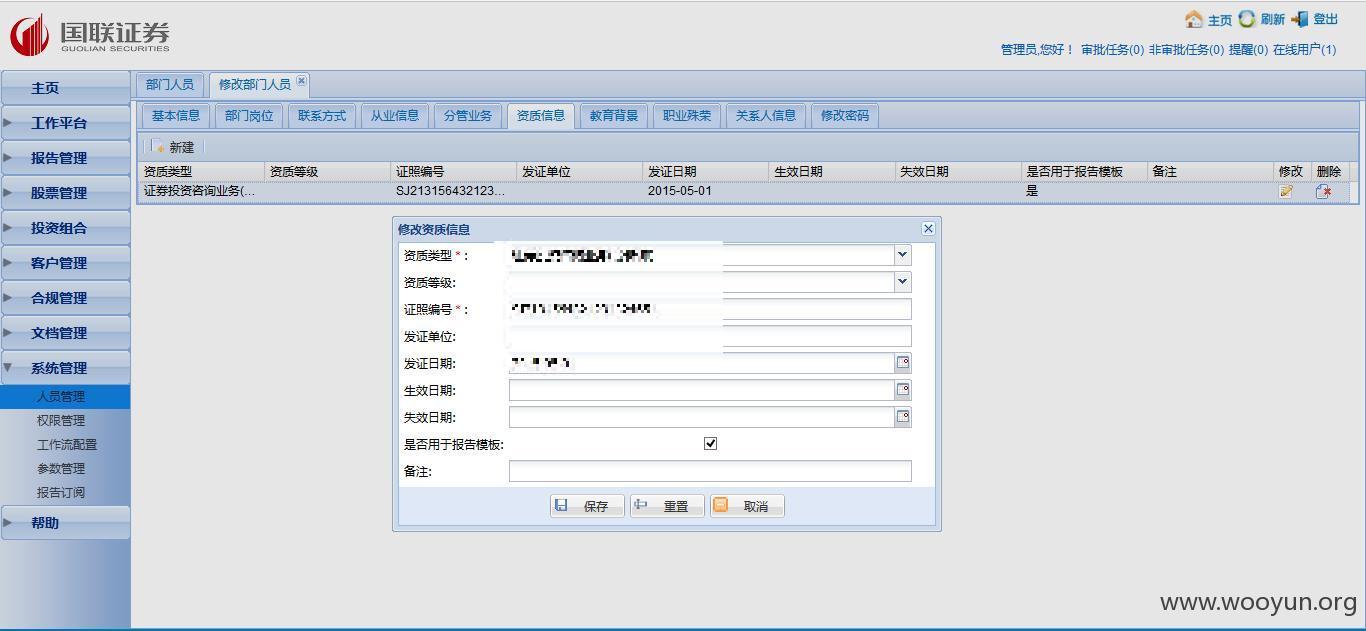 国联证券
GUOLIAN SECURITIES
主页 刷新 登出
管理员,您好！ 审批任务(0) 非审批任务(0) 提醒(0) 在线用户(1)
主页
工作平台
报告管理
股票管理
投资组合
客户管理
合规管理
文档管理
系统管理
人员管理
权限管理
工作流配置
参数管理
报告订阅
帮助
部门人员 修改部门人员
基本信息 部门岗位 联系方式 从业信息 分管业务 资质信息 教育背景 职业殊荣 关系人信息 修改密码
新建
资质类型 资质等级 证照编号 发证单位 发证日期 生效日期 失效日期 是否用于报告模板 备注 修改 删除
证券投资咨询业务(... SJ213156432123... 2015-05-01 是
修改资质信息
资质类型*:
资质等级:
证照编号*:
发证单位:
发证日期:
生效日期:
失效日期:
是否用于报告模板:
备注:
保存 重置 取消
www.wooyun.org